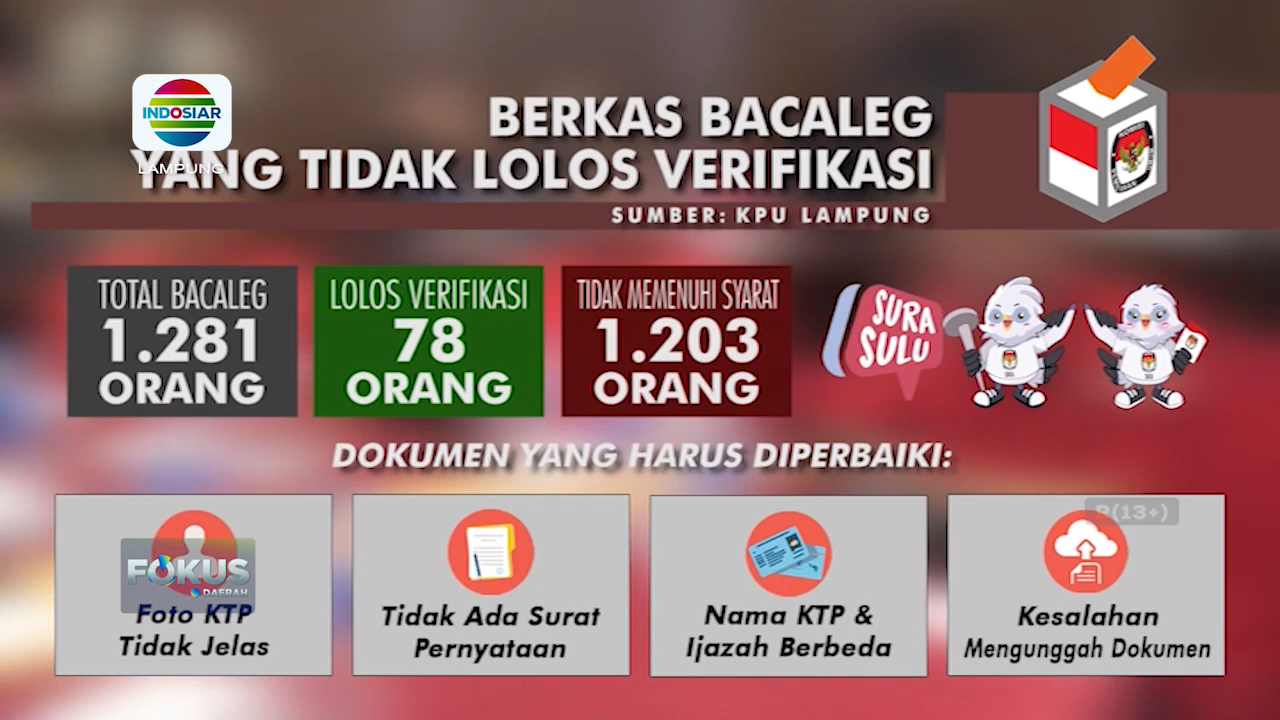 INDOSIAR
LAMPUNG
BERKAS BACALEG
YANG TIDAK LOLOS VERIFIKASI
SUMBER: KPU LAMPUNG
TOTAL BACALEG
1.281
ORANG
LOLOS VERIFIKASI
78
ORANG
TIDAK MEMENUHI SYARAT
1.203
ORANG
SURA
SULU
DOKUMEN YANG HARUS DIPERBAIKI:
R(13+)
FOKUS
DAERAH
Foto KTP
Tidak Jelas
Tidak Ada Surat
Pernyataan
Nama KTP &
Ijazah Berbeda
Kesalahan
Mengunggah Dokumen